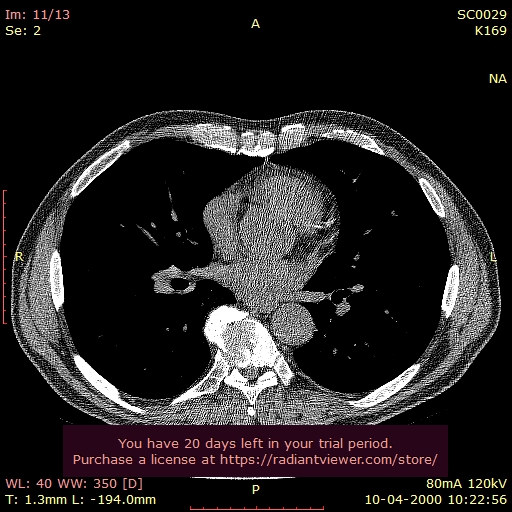 Im: 11/13
Se: 2
A
SC0029
K169
NA
R
L
You have 20 days left in your trial period.
Purchase a license at https://radiantviewer.com/store/
WL: 40 WW: 350 [D]
T: 1.3mm L: -194.0mm
P
80mA 120kV
10-04-2000 10:22:56